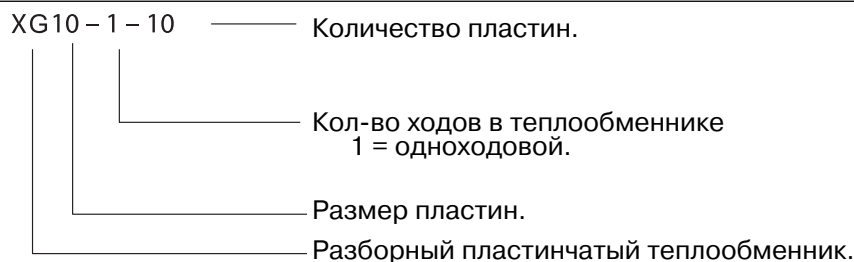 XG10 – 1 – 10
Количество пластин.
Кол-во ходов в теплообменнике
1 = одноходовой.
Размер пластин.
Разборный пластинчатый теплообменник.